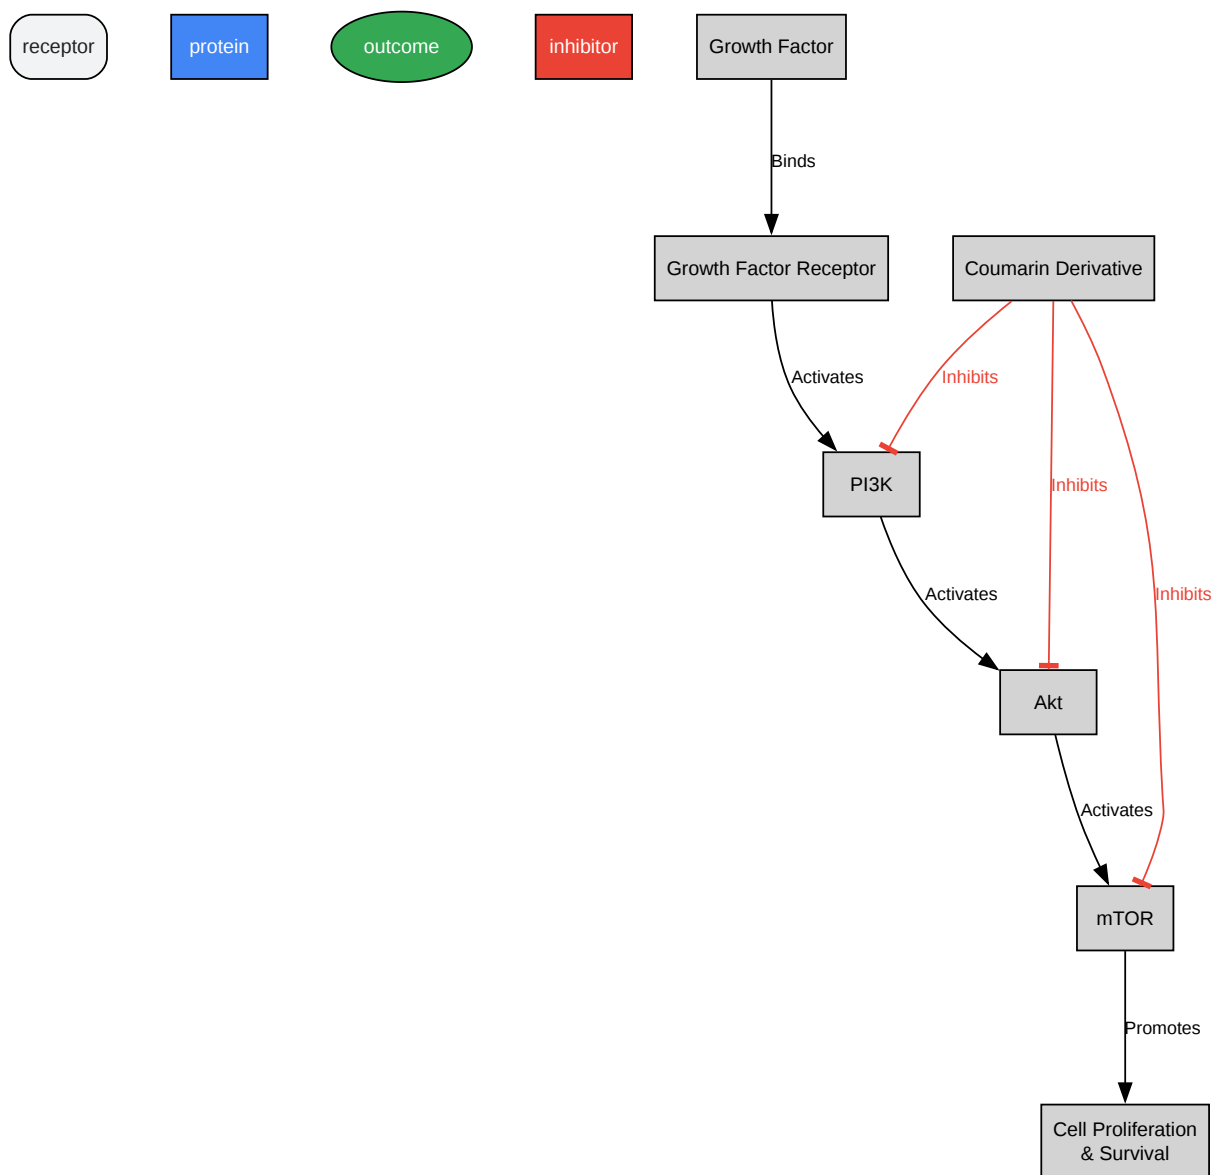 receptor
protein
outcome
inhibitor
Growth Factor
Binds
Growth Factor Receptor
Coumarin Derivative
Activates
Inhibits
PI3K
Inhibits
Activates
Inhibits
Akt
Activates
mTOR
Promotes
Cell Proliferation
& Survival